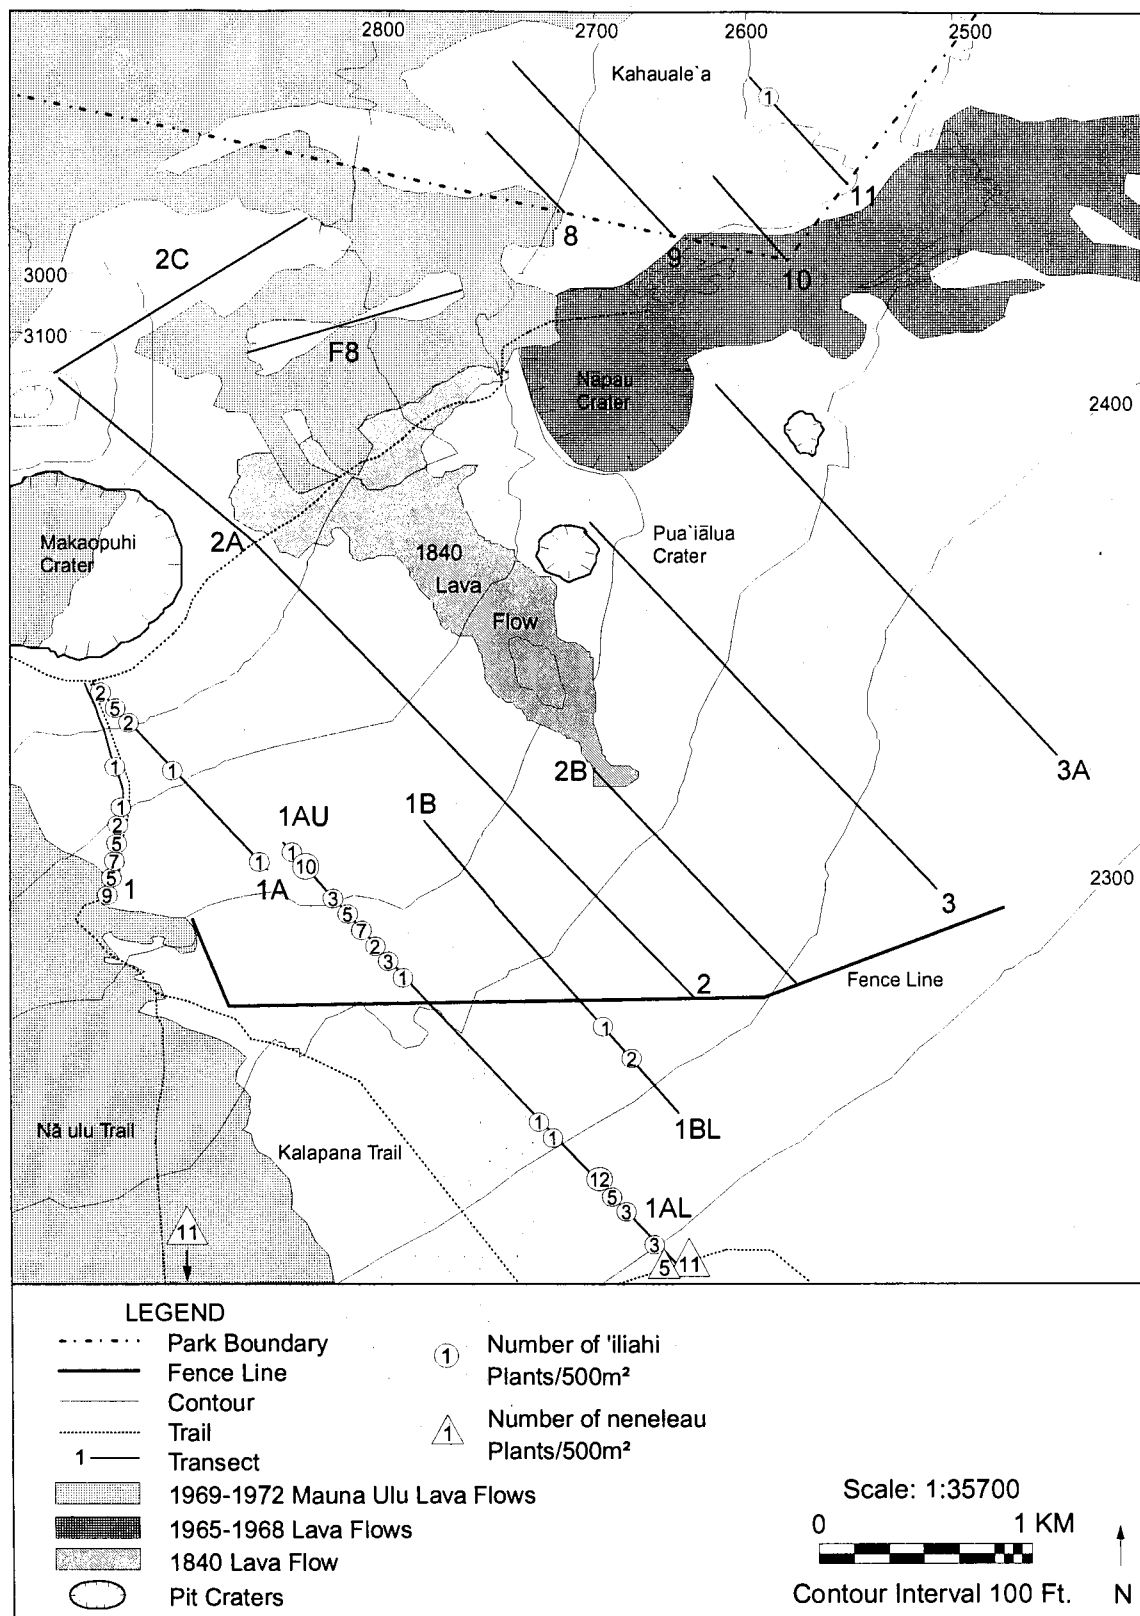 2800
2700
2600
2500
Kahauale`a
1
11
8
9
10
2C
3000
3100
F8
Nāpau
Crater
2400
Makaopuhi
Crater
2A
1840
Lava
Flow
Pua`iālua
Crater
2
5
2
1
1
1
2
5
7
5
9
1
1
1A
1AU
1
10
3
5
7
2
3
1
1B
2B
3A
2300
3
2
Fence Line
1
2
1BL
Nā ulu Trail
Kalapana Trail
1
1
12
5
3
1AL
3
5
11
11
LEGEND
Park Boundary
Fence Line
Contour
Trail
1 Transect
1969-1972 Mauna Ulu Lava Flows
1965-1968 Lava Flows
1840 Lava Flow
Pit Craters
1 Number of 'iliahi
Plants/500m²
1 Number of neneleau
Plants/500m²
Scale: 1:35700
0 1 KM
Contour Interval 100 Ft.
N